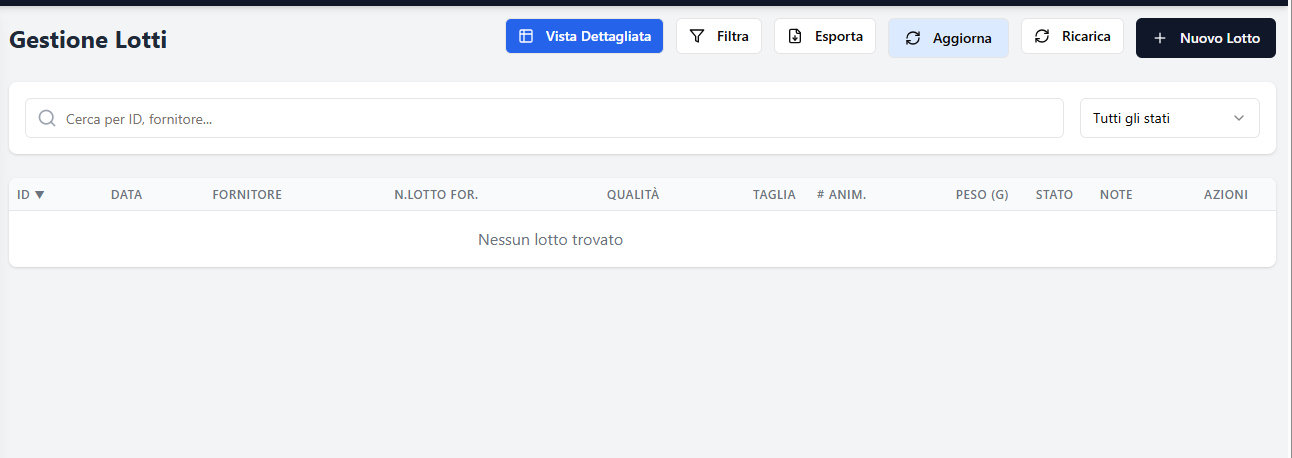 Gestione Lotti
Vista Dettagliata
Filtra
Esporta
Aggiorna
Ricarica
Nuovo Lotto
Cerca per ID, fornitore...
Tutti gli stati
ID ▼ DATA FORNITORE N.LOTTO FOR. QUALITÀ TAGLIA # ANIM. PESO (G) STATO NOTE AZIONI
Nessun lotto trovato